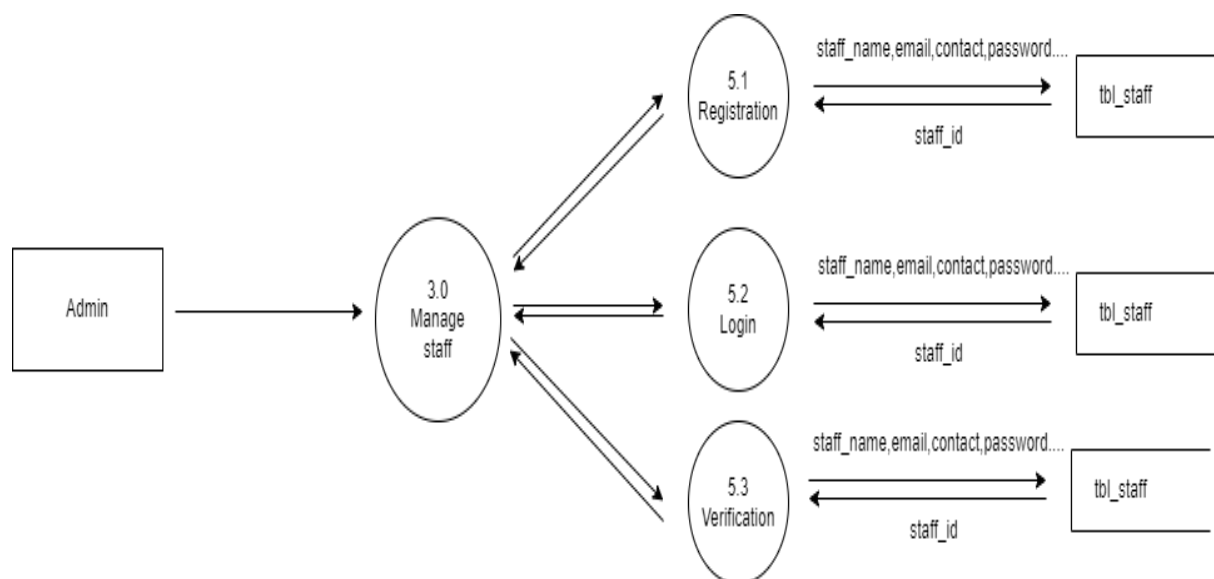 Admin
3.0
Manage
staff
5.1
Registration
staff_name,email,contact,password....
staff_id
tbl_staff
5.2
Login
staff_name,email,contact,password....
staff_id
tbl_staff
5.3
Verification
staff_name,email,contact,password....
staff_id
tbl_staff